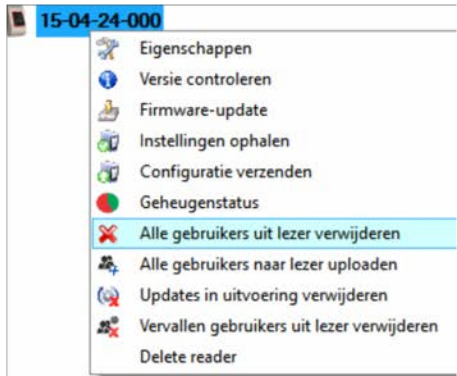 15-04-24-000
Eigenschappen
Versie controleren
Firmware-update
Instellingen ophalen
Configuratie verzenden
Geheugenstatus
Alle gebruikers uit lezer verwijderen
Alle gebruikers naar lezer uploaden
Updates in uitvoering verwijderen
Vervallen gebruikers uit lezer verwijderen
Delete reader